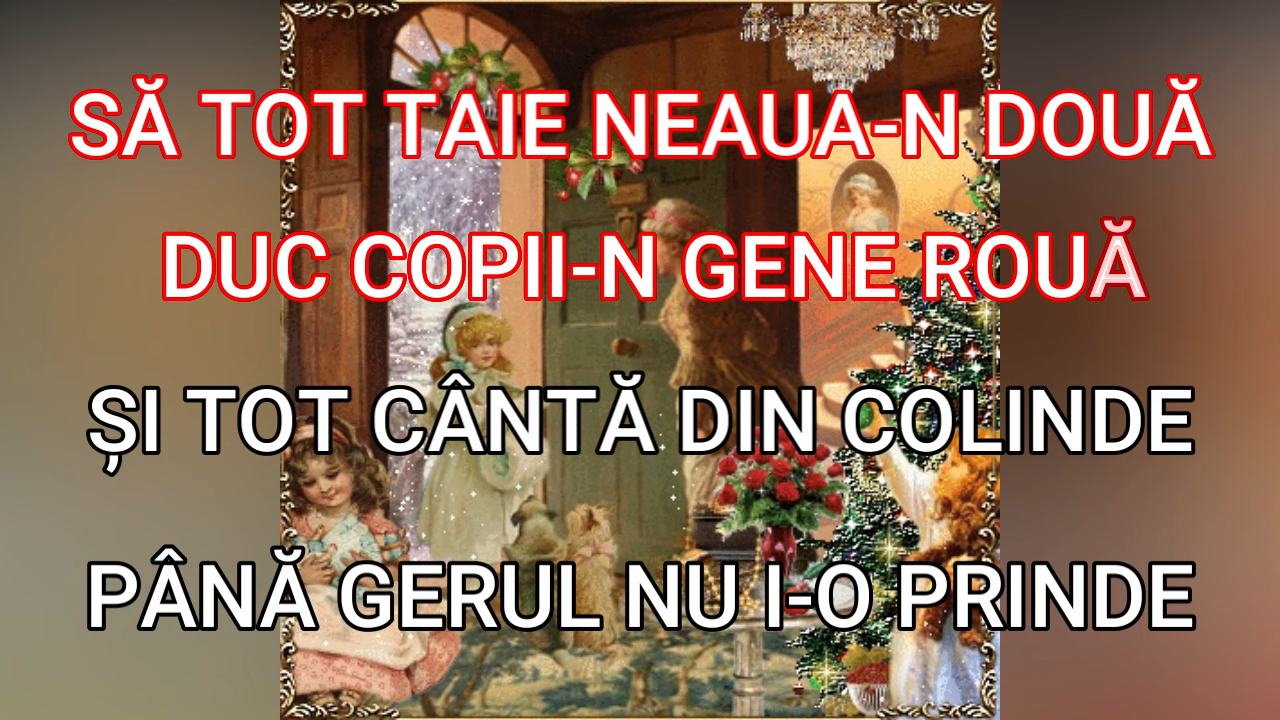 SĂ TOT TAIE NEAUA-N DOUĂ
DUC COPII-N GENE ROUĂ
ȘI TOT CÂNTĂ DIN COLINDE
PÂNĂ GERUL NU I-O PRINDE